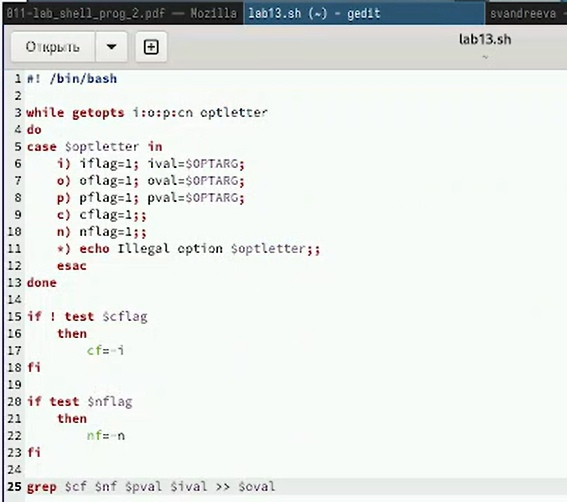 011-lab_shell_prog_2.pdf — Mozilla
lab13.sh (~) - gedit
svandreeva -
Открыть
lab13.sh
~
1 #! /bin/bash
2
3 while getopts i:o:p:cn optletter
4 do
5 case $optletter in
6 i) iflag=1; ival=$OPTARG;
7 o) oflag=1; oval=$OPTARG;
8 p) pflag=1; pval=$OPTARG;
9 c) cflag=1;;
10 n) nflag=1;;
11 *) echo Illegal option $optletter;;
12 esac
13 done
14
15 if ! test $cflag
16 then
17 cf=-i
18 fi
19
20 if test $nflag
21 then
22 nf=-n
23 fi
24
25 grep $cf $nf $pval $ival >> $oval